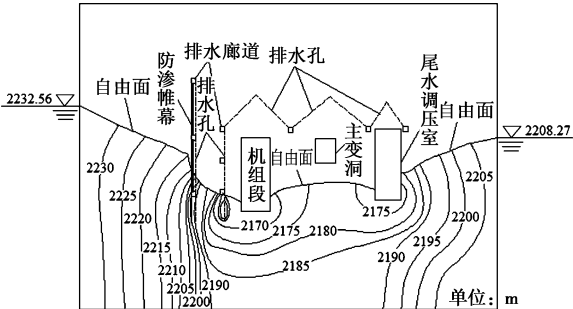 排水廊道
排水孔
防渗帷幕
排水孔
尾水调压室
自由面
自由面
2232.56
2208.27
主变洞
机组段
自由面
2230
2225
2220
2215
2210
2205
2200
2190
2170
2175
2180
2185
2175
2190
2195
2200
2205
单位：m